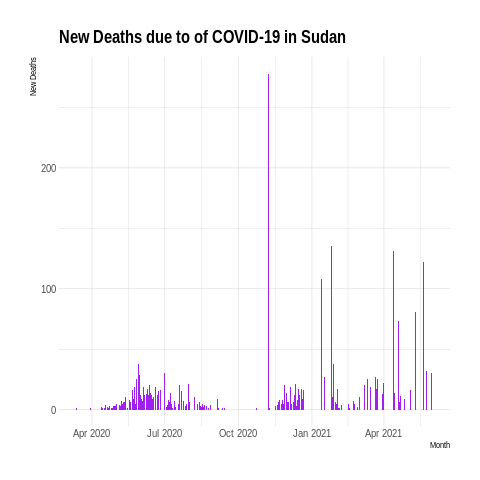 New Deaths due to of COVID-19 in Sudan
New Deaths
200
100
0
Apr 2020 Jul 2020 Oct 2020 Jan 2021 Apr 2021
Month